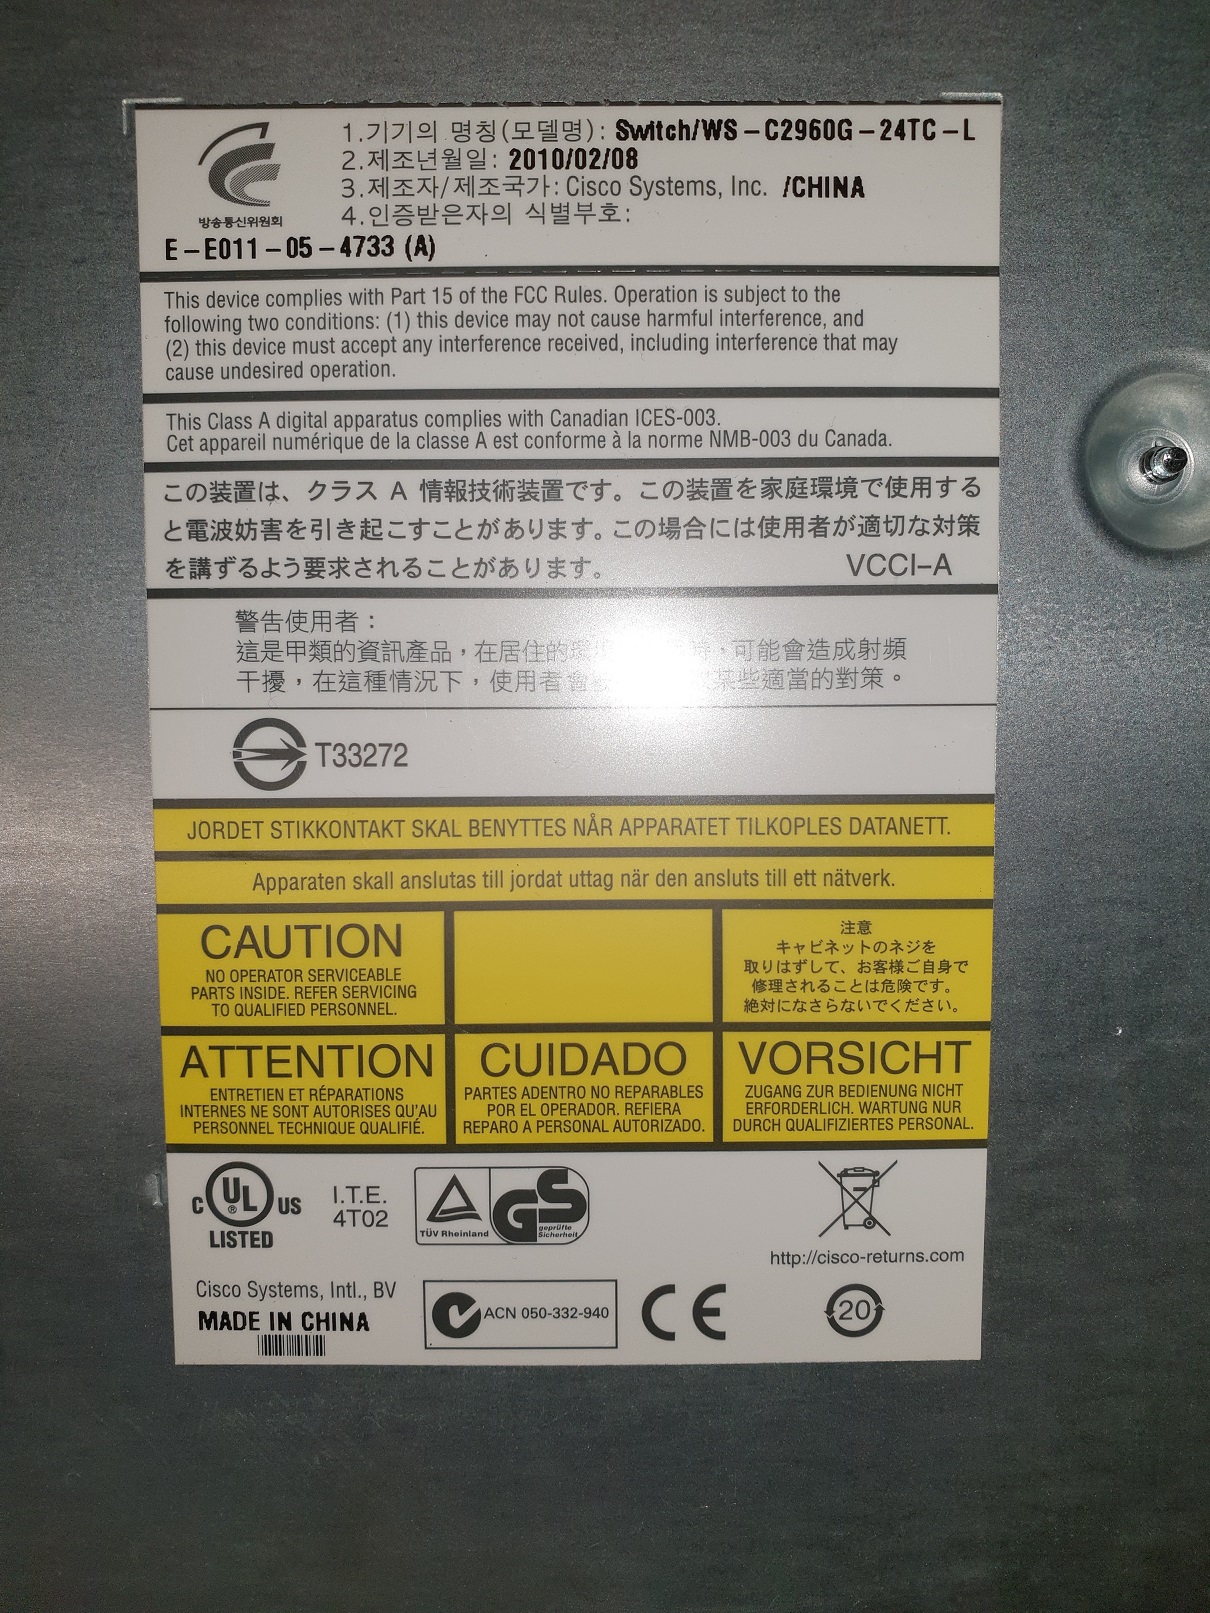 방송통신위원회
1.기기의 명칭(모델명): Switch/WS-C2960G-24TC-L
2.제조년월일: 2010/02/08
3.제조자/제조국가: Cisco Systems, Inc. /CHINA
4.인증받은자의 식별부호:
E-E011-05-4733 (A)
This device complies with Part 15 of the FCC Rules. Operation is subject to the
following two conditions: (1) this device may not cause harmful interference, and
(2) this device must accept any interference received, including interference that may
cause undesired operation.
This Class A digital apparatus complies with Canadian ICES-003.
Cet appareil numérique de la classe A est conforme à la norme NMB-003 du Canada.
この装置は、クラス A 情報技術装置です。この装置を家庭環境で使用する
と電波妨害を引き起こすことがあります。この場合には使用者が適切な対策
を講ずるよう要求されることがあります。 VCCI-A
警告使用者：
這是甲類的資訊產品，在居住的環 ，可能會造成射頻
干擾，在這種情況下，使用者會 某些適當的對策。
T33272
JORDET STIKKONTAKT SKAL BENYTTES NÅR APPARATET TILKOPLES DATANETT.
Apparaten skall anslutas till jordat uttag när den ansluts till ett nätverk.
CAUTION
NO OPERATOR SERVICEABLE
PARTS INSIDE. REFER SERVICING
TO QUALIFIED PERSONNEL.
注意
キャビネットのネジを
取りはずして、お客様ご自身で
修理されることは危険です。
絶対になさらないでください。
ATTENTION
ENTRETIEN ET RÉPARATIONS
INTERNES NE SONT AUTORISES QU'AU
PERSONNEL TECHNIQUE QUALIFIÉ.
CUIDADO
PARTES ADENTRO NO REPARABLES
POR EL OPERADOR. REFIERA
REPARO A PERSONAL AUTORIZADO.
VORSICHT
ZUGANG ZUR BEDIENUNG NICHT
ERFORDERLICH. WARTUNG NUR
DURCH QUALIFIZIERTES PERSONAL.
C UL ® US
LISTED
I.T.E.
4T02
TÜV Rheinland
GS
geprüfte
Sicherheit
http://cisco-returns.com
Cisco Systems, Intl., BV
MADE IN CHINA
ACN 050-332-940
CE
20